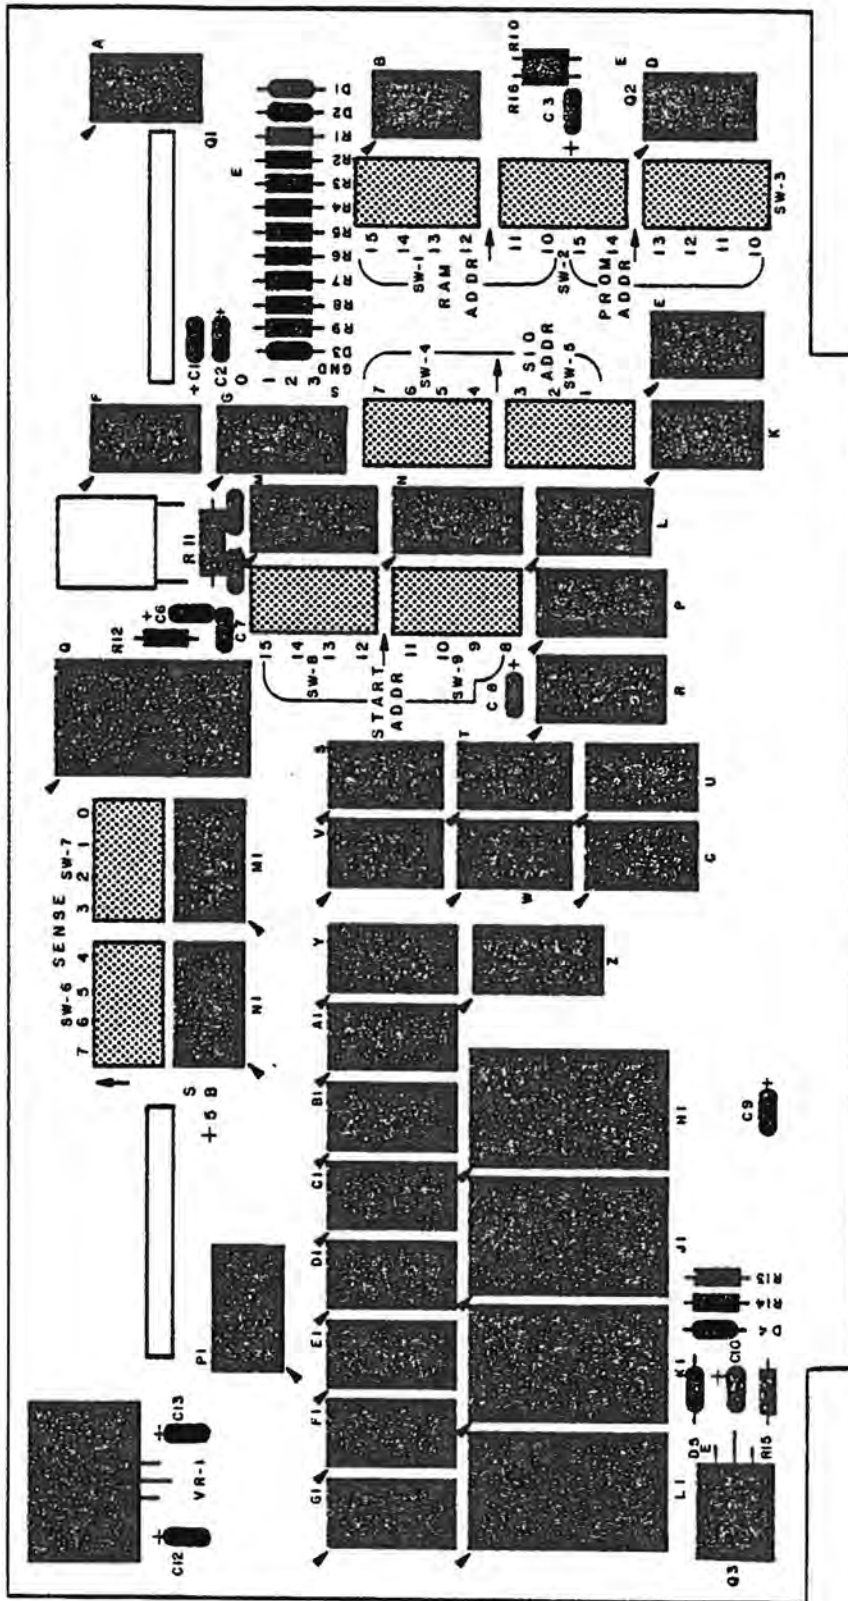 A
Q1
D1
D2
R1
R2
R3
R4
R5
R6
R7
R8
R9
D3
GND
E
B
R10
R16
C3
+
E
D
Q2
15
14
13
12
SW-1
RAM
ADDR
11
10
SW-2
15
14
PROM
ADDR
13
12
11
10
SW-3
+C1
C2
+
F
G
0
1
2
3
S
SW-4
7
6
5
4
SIO
ADDR
3
2
1
SW-5
E
K
R11
M
N
L
+
C6
R12
C7
15
14
13
12
SW-8
START
ADDR
11
10
9
8
SW-9
C8
+
P
R
Q
SENSE
SW-7
0
1
2
3
M1
SW-6
4
5
6
7
N1
S
T
U
V
W
C
Y
Z
A1
B1
C1
D1
E1
F1
G1
H1
J1
K1
L1
S
+5
B
P1
C9
+
R13
R14
D4
C10
+
D5
E
R15
Q3
VR-1
+
C13
+
C12